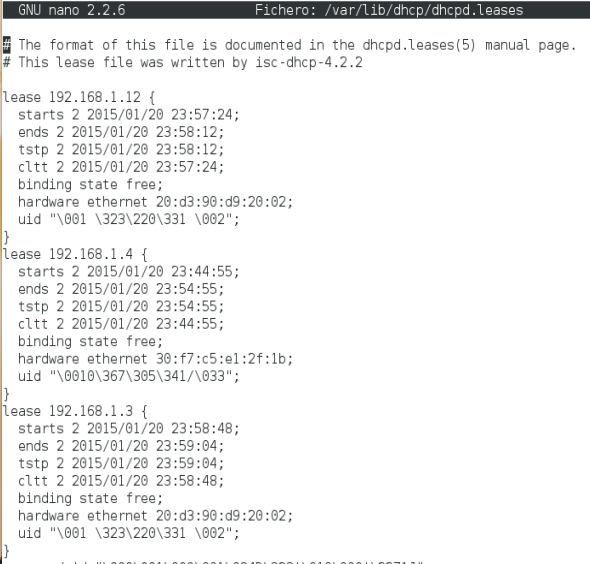 GNU nano 2.2.6 Fichero: /var/lib/dhcp/dhcpd.leases
# The format of this file is documented in the dhcpd.leases(5) manual page.
# This lease file was written by isc-dhcp-4.2.2
lease 192.168.1.12 {
starts 2 2015/01/20 23:57:24;
ends 2 2015/01/20 23:58:12;
tstp 2 2015/01/20 23:58:12;
cltt 2 2015/01/20 23:57:24;
binding state free;
hardware ethernet 20:d3:90:d9:20:02;
uid "\001 \323\220\331 \002";
}
lease 192.168.1.4 {
starts 2 2015/01/20 23:44:55;
ends 2 2015/01/20 23:54:55;
tstp 2 2015/01/20 23:54:55;
cltt 2 2015/01/20 23:44:55;
binding state free;
hardware ethernet 30:f7:c5:e1:2f:1b;
uid "\0010\367\305\341/\033";
}
lease 192.168.1.3 {
starts 2 2015/01/20 23:58:48;
ends 2 2015/01/20 23:59:04;
tstp 2 2015/01/20 23:59:04;
cltt 2 2015/01/20 23:58:48;
binding state free;
hardware ethernet 20:d3:90:d9:20:02;
uid "\001 \323\220\331 \002";
}